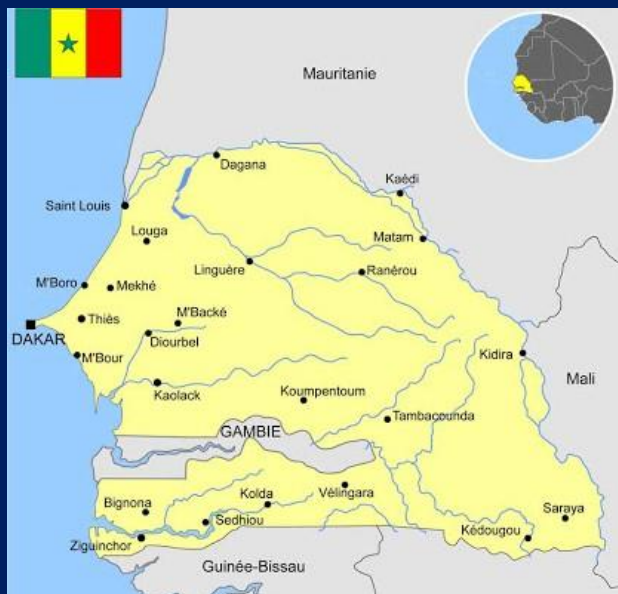 Mauritanie
Dagana
Kaédi
Saint Louis
Louga
Matam
Linguère
Ranérou
M'Boro
Mekhé
Thiès
M'Backé
DAKAR
Diourbel
M'Bour
Kidira
Mali
Kaolack
Koumpentoum
Tambacounda
GAMBIE
Vélingara
Kolda
Bignona
Sedhiou
Saraya
Kédougou
Ziguinchor
Guinée-Bissau